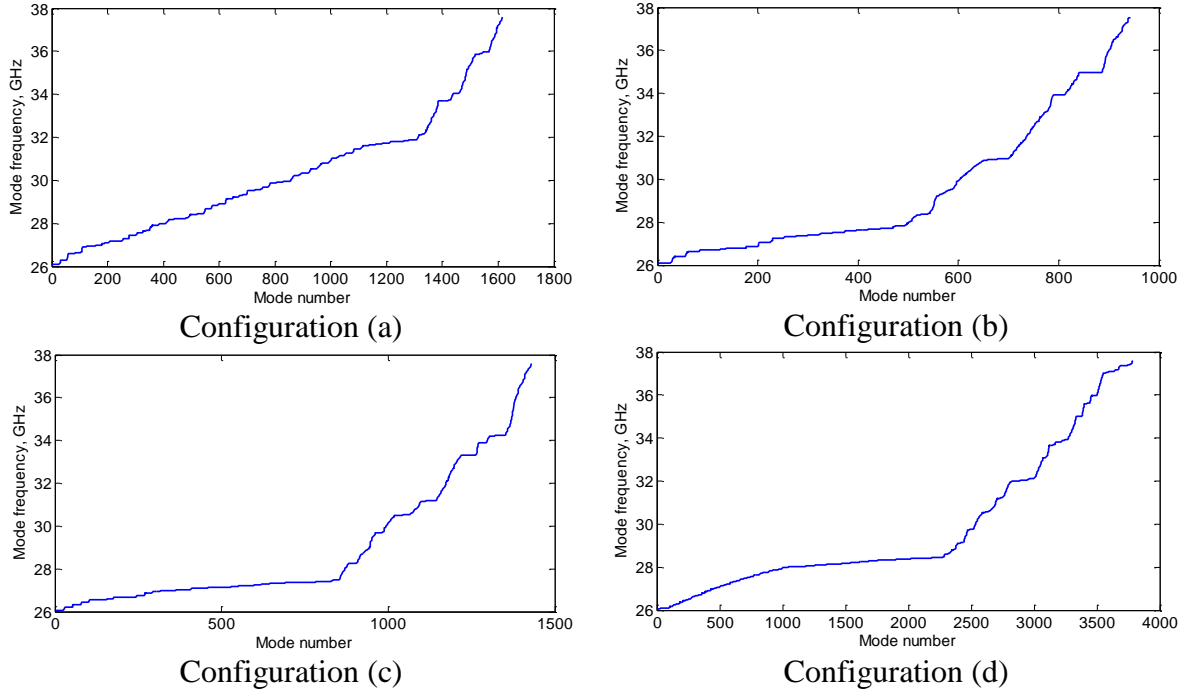 38
36
34
32
30
28
26
Mode frequency, GHz
0 200 400 600 800 1000 1200 1400 1600 1800
Mode number
Configuration (a)
38
36
34
32
30
28
26
Mode frequency, GHz
0 200 400 600 800 1000
Mode number
Configuration (b)
38
36
34
32
30
28
26
Mode frequency, GHz
0 500 1000 1500
Mode number
Configuration (c)
38
36
34
32
30
28
26
Mode frequency, GHz
0 500 1000 1500 2000 2500 3000 3500 4000
Mode number
Configuration (d)